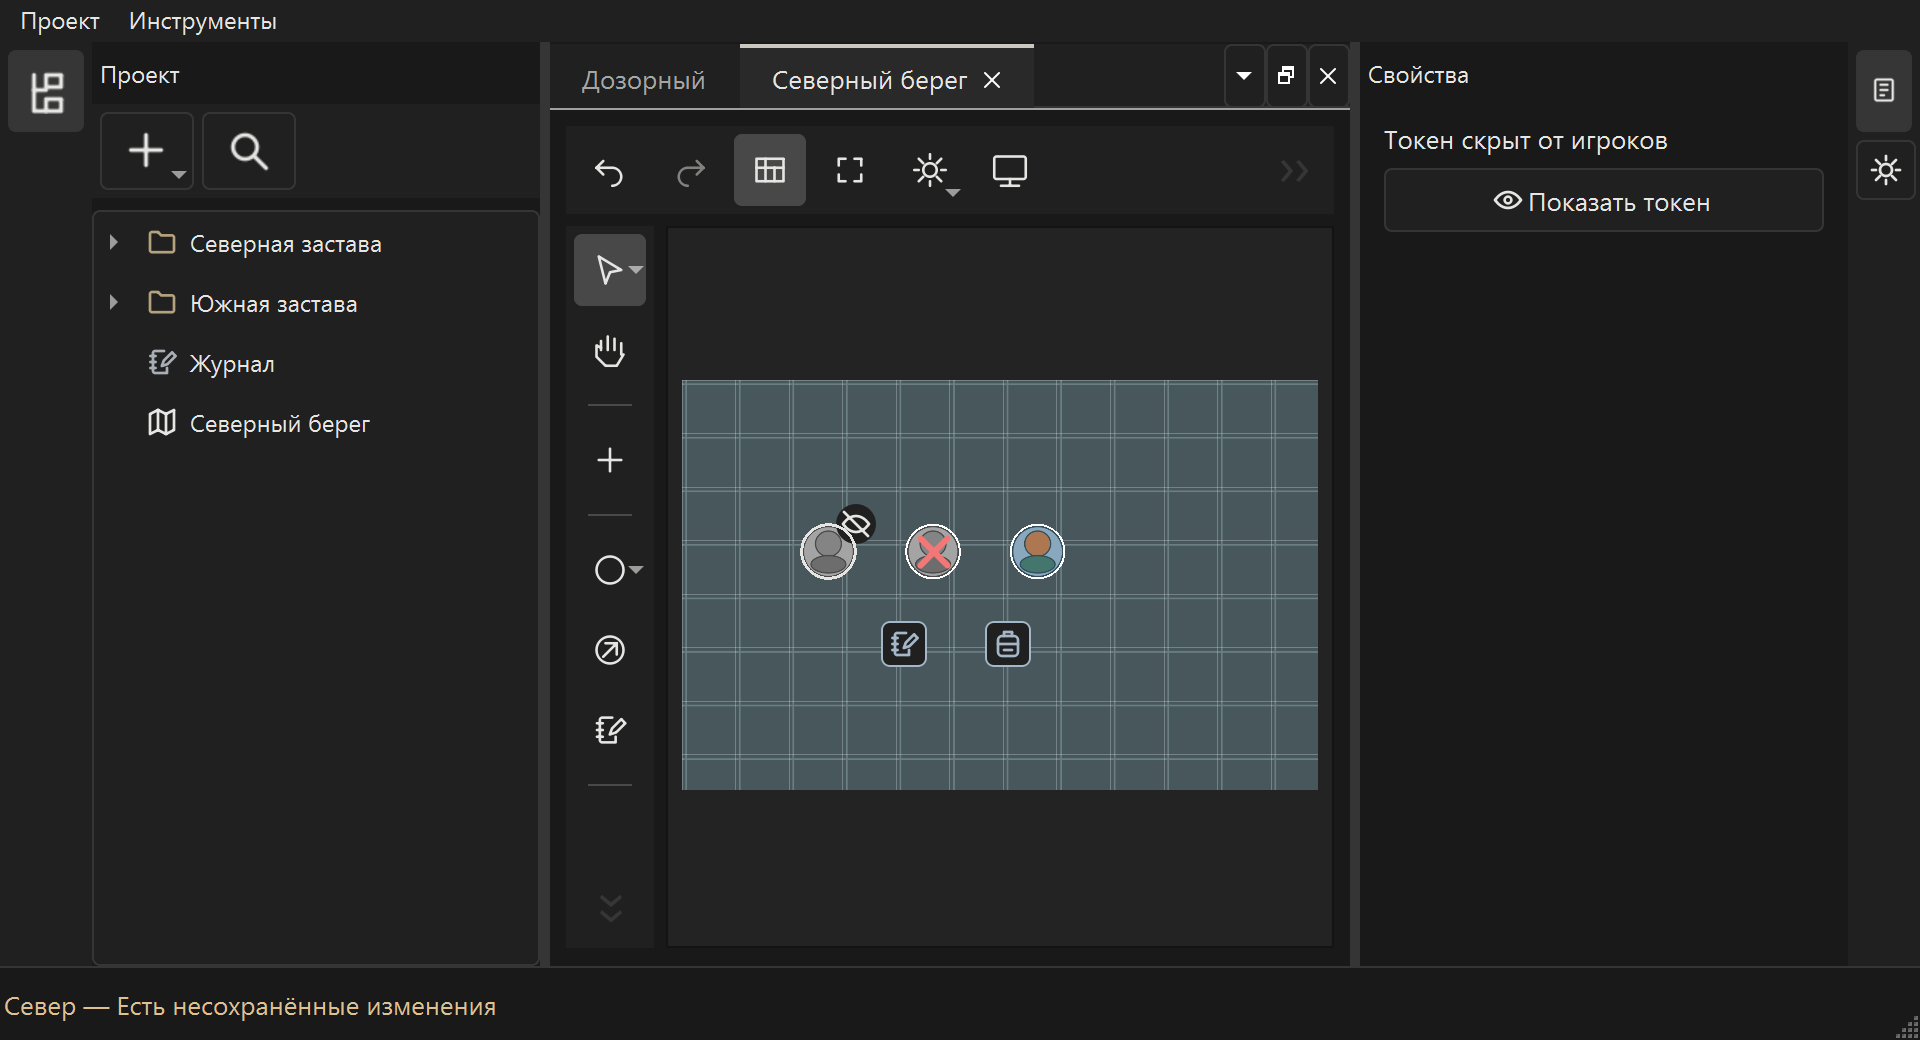 Проект Инструменты
Проект
Северная застава
Южная застава
Журнал
Северный берег
Дозорный Северный берег
Свойства
Токен скрыт от игроков
Показать токен
Север — Есть несохранённые изменения